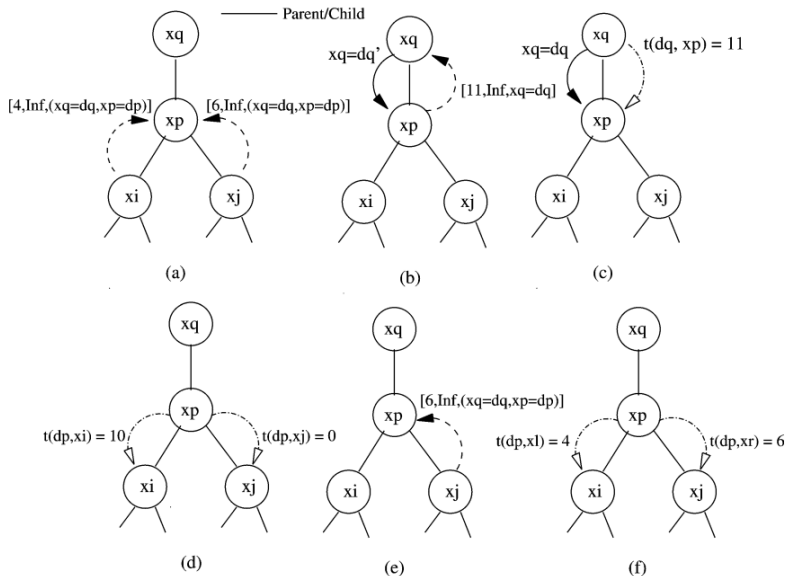 Parent/Child
xq
[4,Inf,(xq=dq,xp=dp)]
[6,Inf,(xq=dq,xp=dp)]
xp
xi
xj
(a)
xq
xq=dq'
[11,Inf,xq=dq]
xp
xi
xj
(b)
xq
xq=dq
t(dq, xp) = 11
xp
xi
xj
(c)
xq
xp
t(dp,xi) = 10
t(dp,xj) = 0
xi
xj
(d)
xq
[6,Inf,(xq=dq,xp=dp)]
xp
xi
xj
(e)
xq
xp
t(dp,xl) = 4
t(dp,xr) = 6
xi
xj
(f)